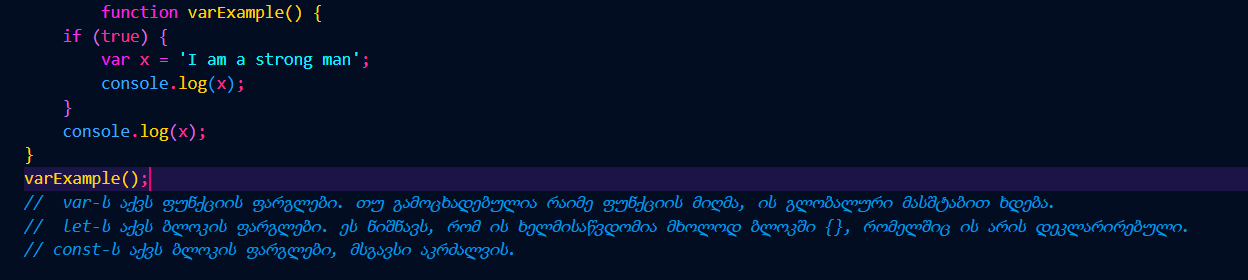 function varExample() {
if (true) {
var x = 'I am a strong man';
console.log(x);
}
console.log(x);
}
varExample();
// var-ს აქვს ფუნქციის ფარგლები. თუ გამოცხადებულია რაიმე ფუნქციის მიღმა, ის გლობალური მასშტაბით ხდება.
// let-ს აქვს ბლოკის ფარგლები. ეს ნიშნავს, რომ ის ხელმისაწვდომია მხოლოდ ბლოკში {}, რომელშიც ის არის დეკლარირებული.
// const-ს აქვს ბლოკის ფარგლები, მსგავსი აკრძალვის.